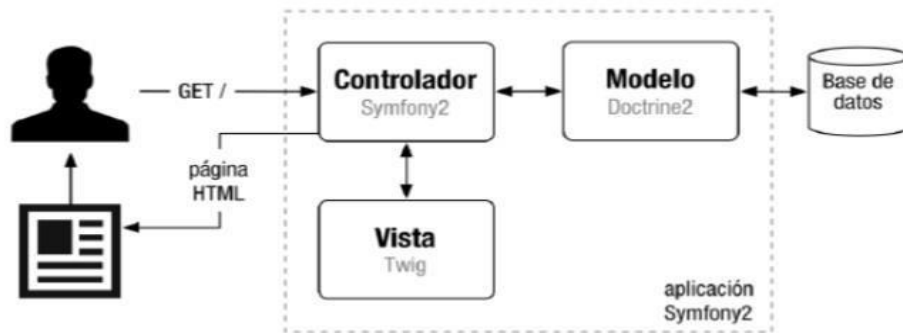 GET /
Controlador
Symfony2
Modelo
Doctrine2
Base de
datos
página
HTML
Vista
Twig
aplicación
Symfony2